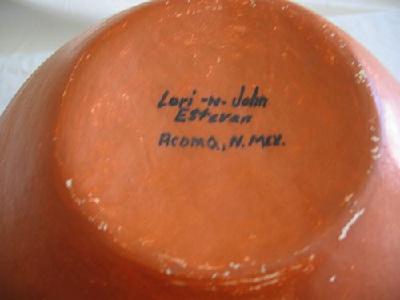 Lori -N- John
Estevan
Acoma, N. Mex.